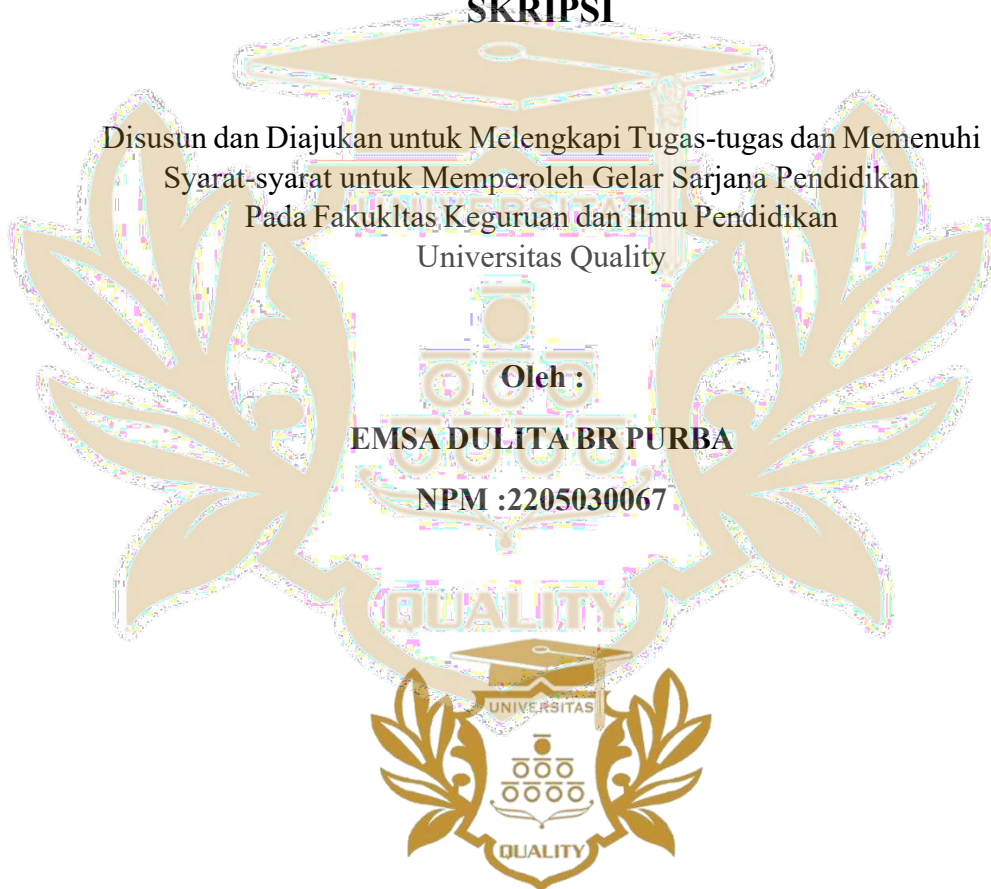 SKRIPSI
Disusun dan Diajukan untuk Melengkapi Tugas-tugas dan Memenuhi
Syarat-syarat untuk Memperoleh Gelar Sarjana Pendidikan
Pada Fakukltas Keguruan dan Ilmu Pendidikan
Universitas Quality
UNIVERSITAS
Oleh :
EMSA DULiTA BR PURBA
NPM :2205030067
QUALITY
UNIVERSITAS
QUALITY